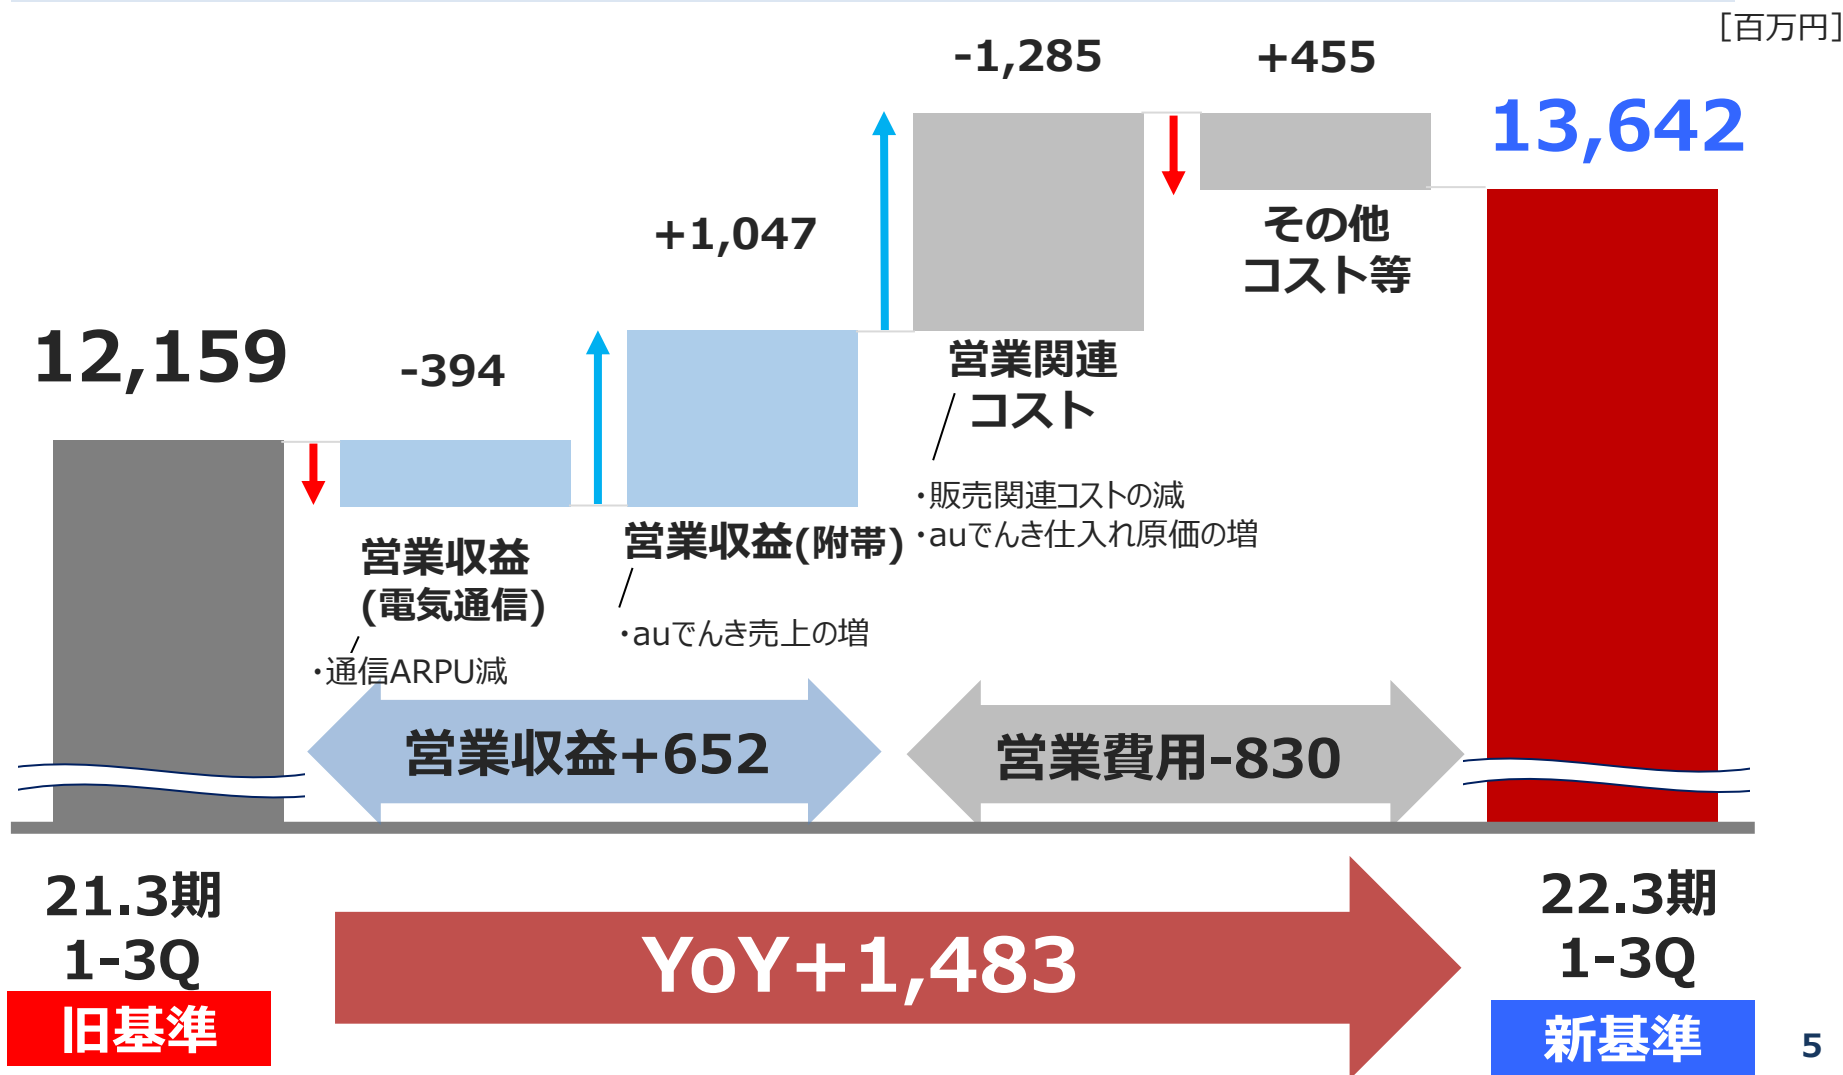 [百万円]
12,159
-394
+1,047
-1,285
+455
13,642
営業収益
(電気通信)
・通信ARPU減
営業収益(附帯)
・auでんき売上の増
営業関連
コスト
・販売関連コストの減
・auでんき仕入れ原価の増
その他
コスト等
営業収益+652
営業費用-830
21.3期
1-3Q
旧基準
YoY+1,483
22.3期
1-3Q
新基準
5